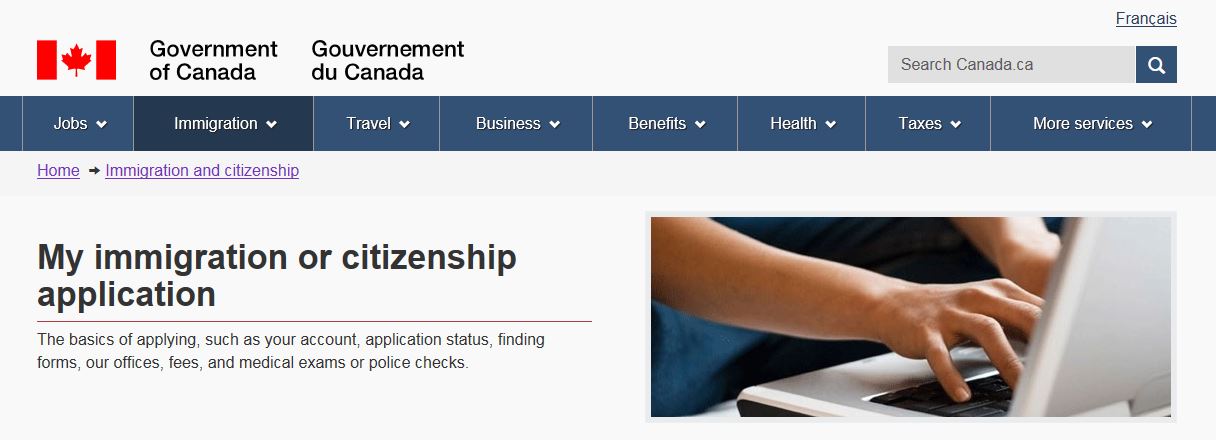 Français
Government
of Canada
Gouvernement
du Canada
Search Canada.ca
Jobs Immigration Travel Business Benefits Health Taxes More services
Home Immigration and citizenship
My immigration or citizenship
application
The basics of applying, such as your account, application status, finding
forms, our offices, fees, and medical exams or police checks.